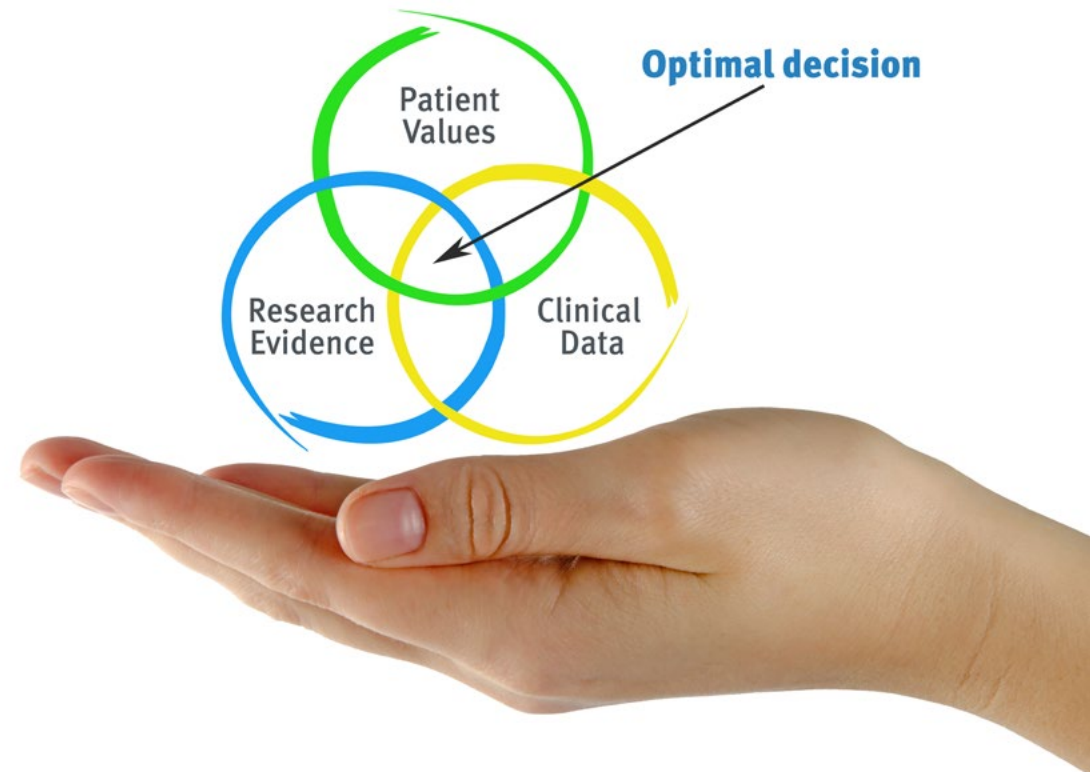 Optimal decision
Patient
Values
Research
Evidence
Clinical
Data